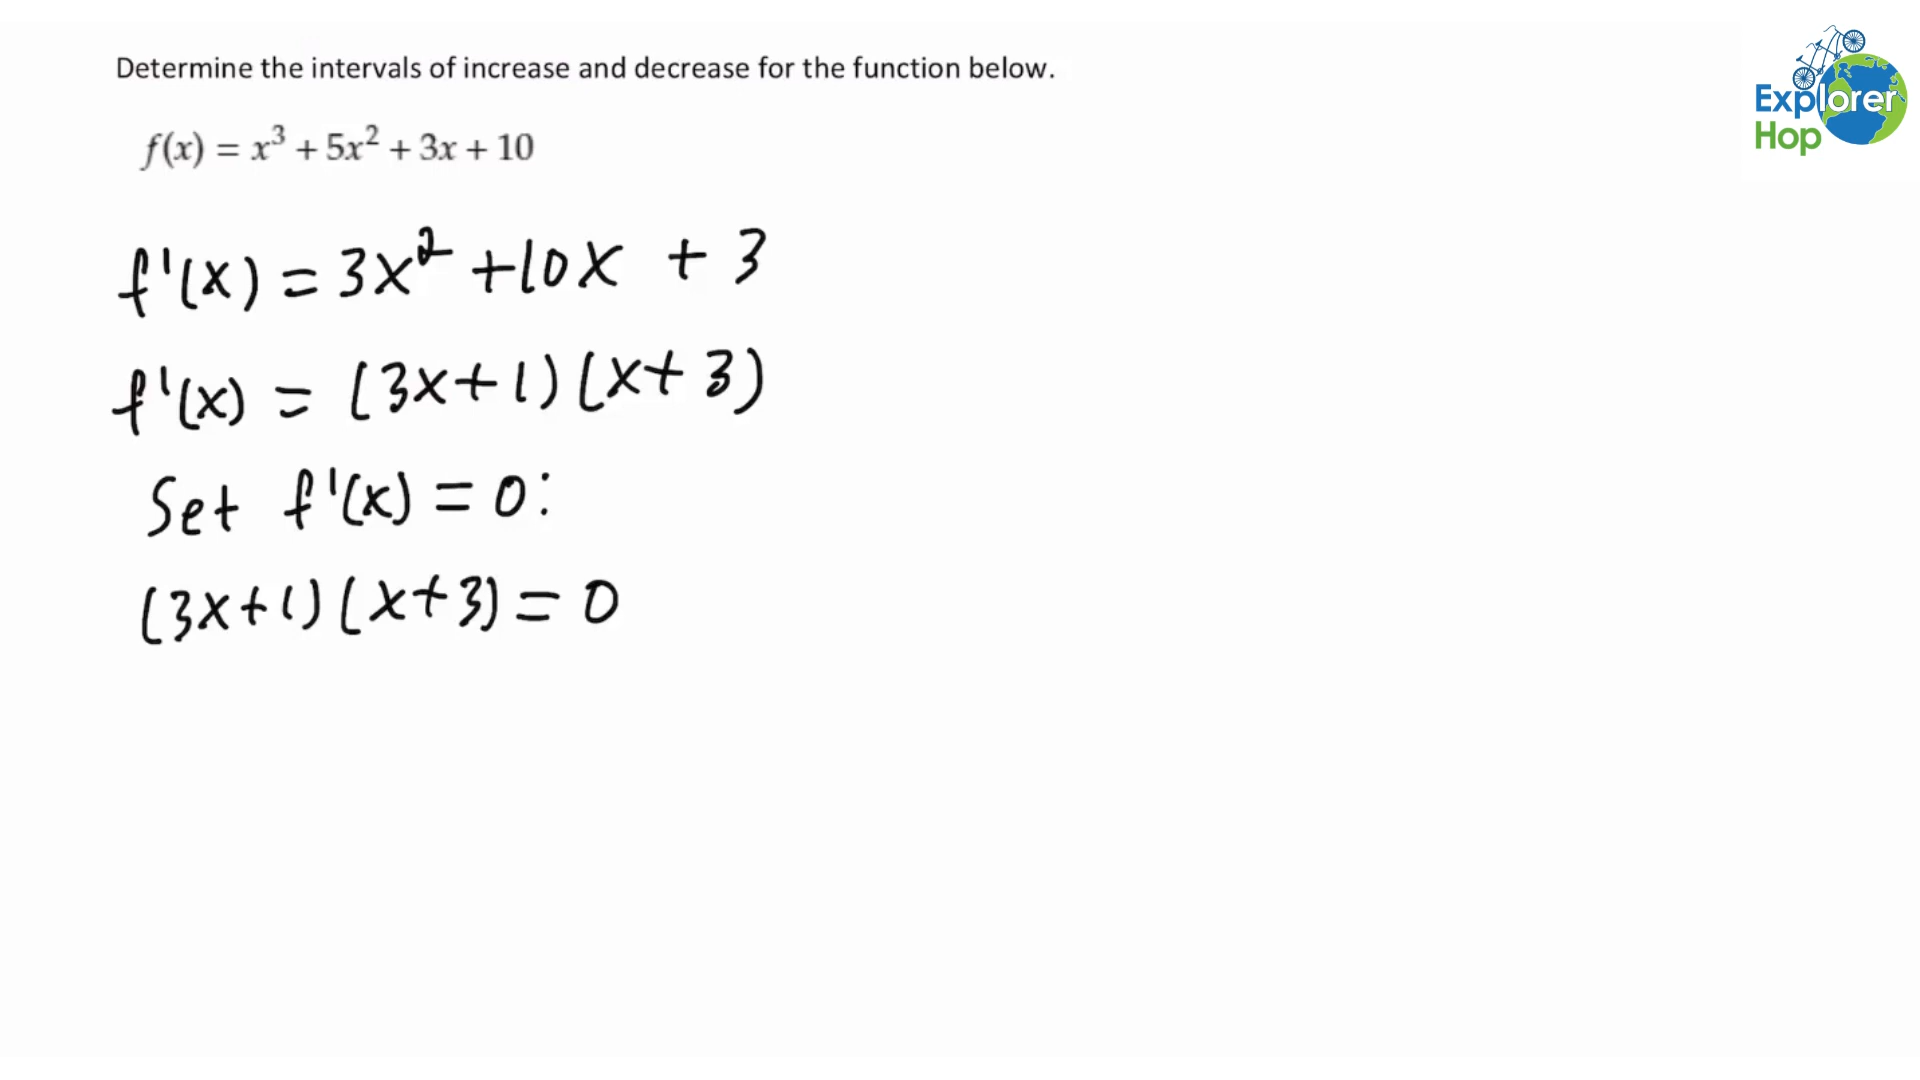 Determine the intervals of increase and decrease for the function below.
f(x) = x³ + 5x² + 3x + 10
f'(x) = 3x² + 10x + 3
f'(x) = (3x+1)(x+3)
Set f'(x) = 0:
(3x+1)(x+3) = 0
Explorer
Hop